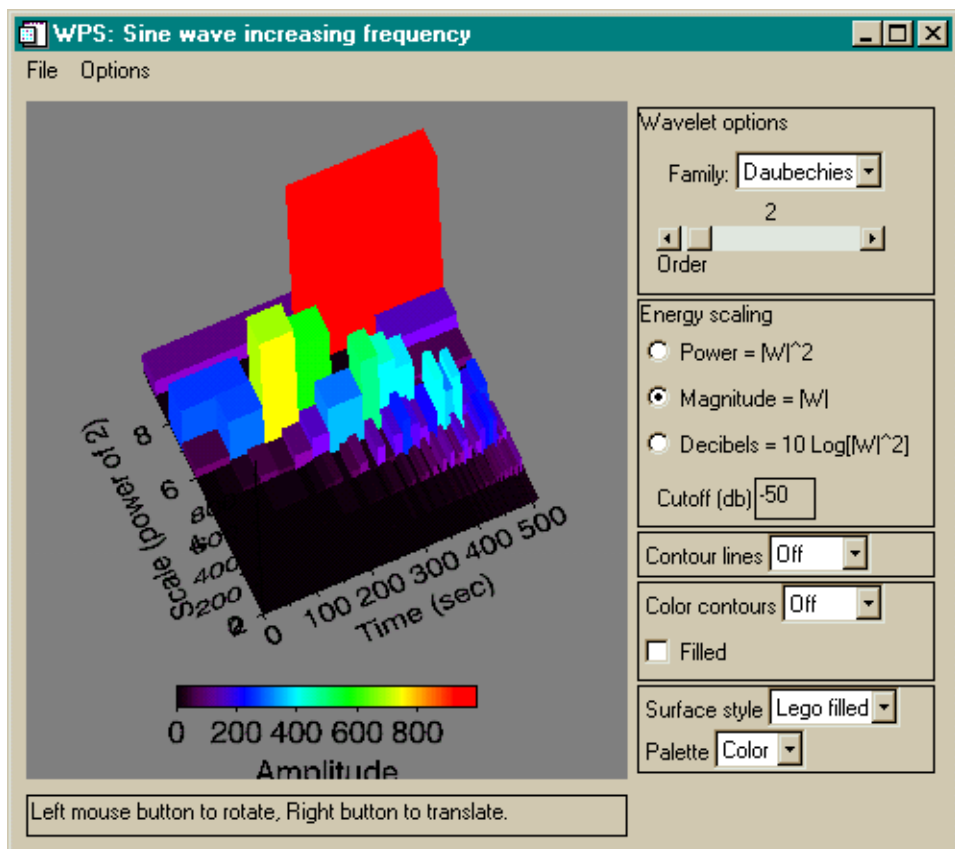 WPS: Sine wave increasing frequency
File Options
Wavelet options
Family: Daubechies
2
Order
Energy scaling
Power = |W|^2
Magnitude = |W|
Decibels = 10 Log[|W|^2]
Cutoff (db) -50
Contour lines Off
Color contours Off
Filled
Surface style Lego filled
Palette Color
8
6
Scale (power of 2)
400
200
0 100 200 300 400 500
Time (sec)
0 200 400 600 800
Amplitude
Left mouse button to rotate, Right button to translate.